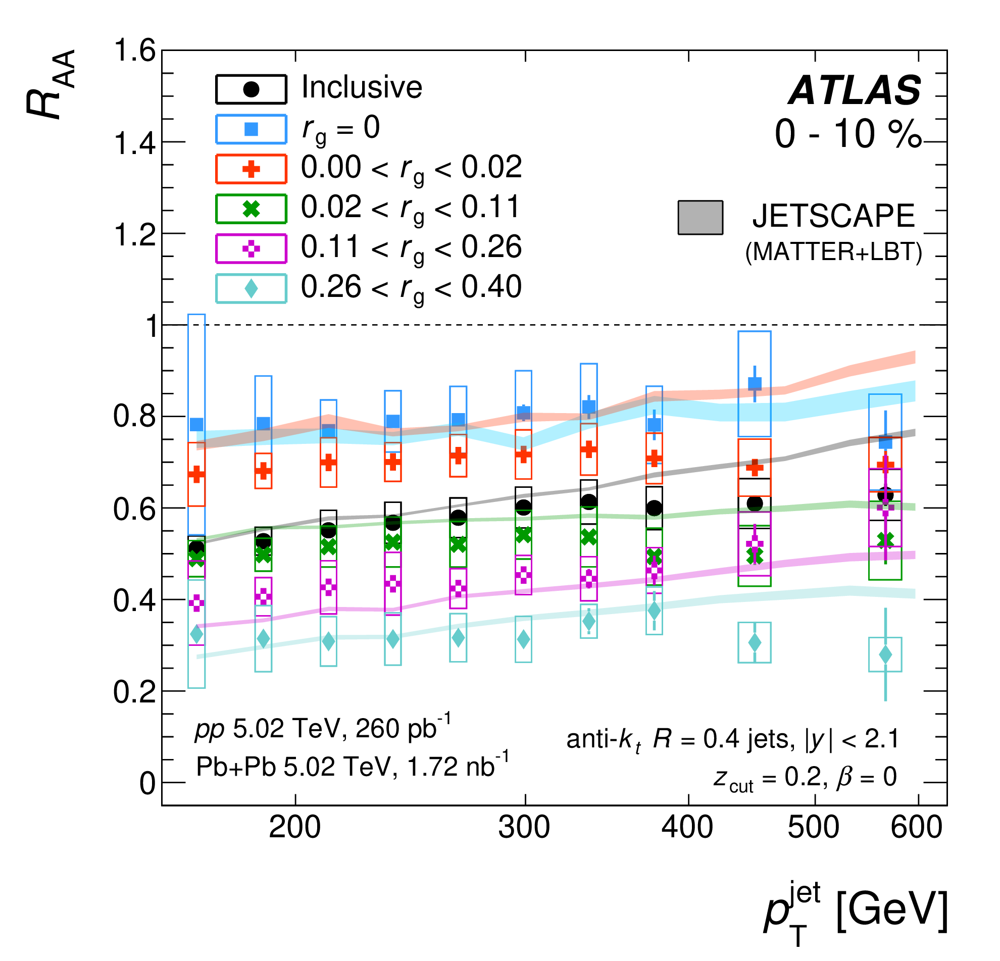 R_AA
1.6
1.4
1.2
1
0.8
0.6
0.4
0.2
0
Inclusive
r_g = 0
0.00 < r_g < 0.02
0.02 < r_g < 0.11
0.11 < r_g < 0.26
0.26 < r_g < 0.40
ATLAS
0 - 10 %
JETSCAPE
(MATTER+LBT)
pp 5.02 TeV, 260 pb^-1
Pb+Pb 5.02 TeV, 1.72 nb^-1
anti-k_t R = 0.4 jets, |y| < 2.1
z_cut = 0.2, β = 0
200 300 400 500 600
p_T^jet [GeV]